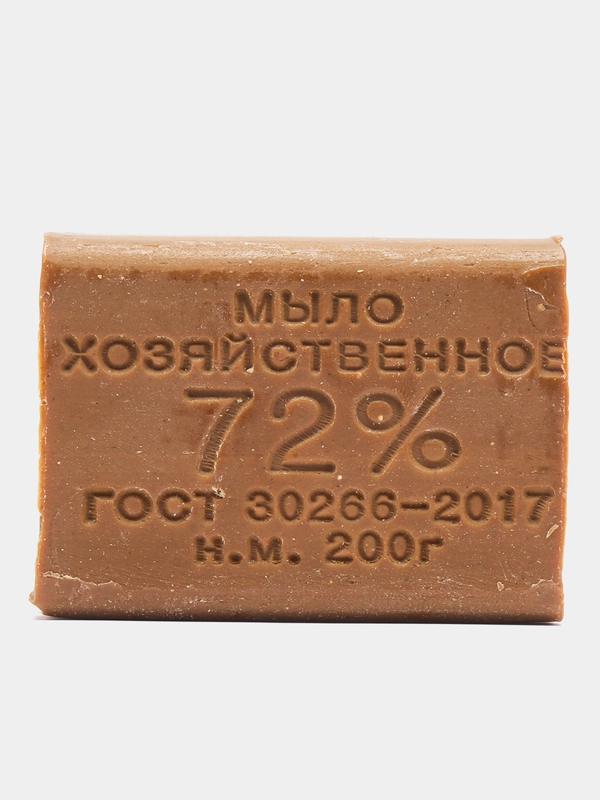 МЫЛО
ХОЗЯЙСТВЕННОЕ
72%
ГОСТ 30266-2017
н.м. 200г